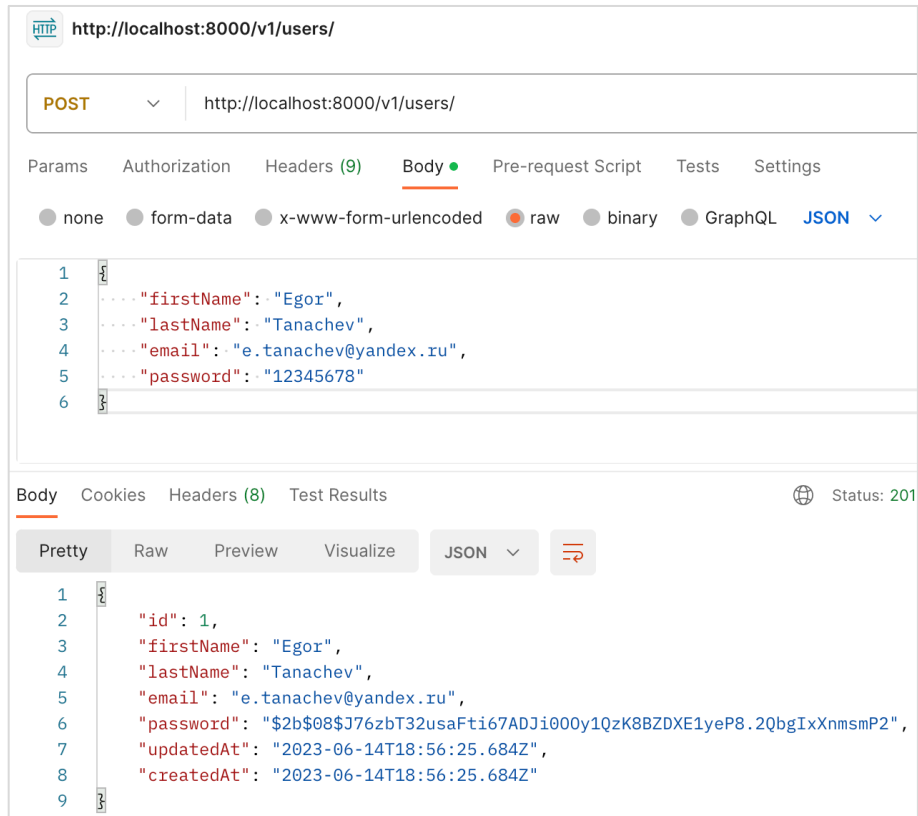 HTTP http://localhost:8000/v1/users/
POST http://localhost:8000/v1/users/
Params Authorization Headers (9) Body Pre-request Script Tests Settings
none form-data x-www-form-urlencoded raw binary GraphQL JSON
1 {
2 "firstName": "Egor",
3 "lastName": "Tanachev",
4 "email": "e.tanachev@yandex.ru",
5 "password": "12345678"
6 }
Body Cookies Headers (8) Test Results Status: 201
Pretty Raw Preview Visualize JSON
1 {
2 "id": 1,
3 "firstName": "Egor",
4 "lastName": "Tanachev",
5 "email": "e.tanachev@yandex.ru",
6 "password": "$2b$08$J76zbT32usaFti67ADJi0OOy1QzK8BZDXE1yeP8.2QbgIxXnmsmP2",
7 "updatedAt": "2023-06-14T18:56:25.684Z",
8 "createdAt": "2023-06-14T18:56:25.684Z"
9 }